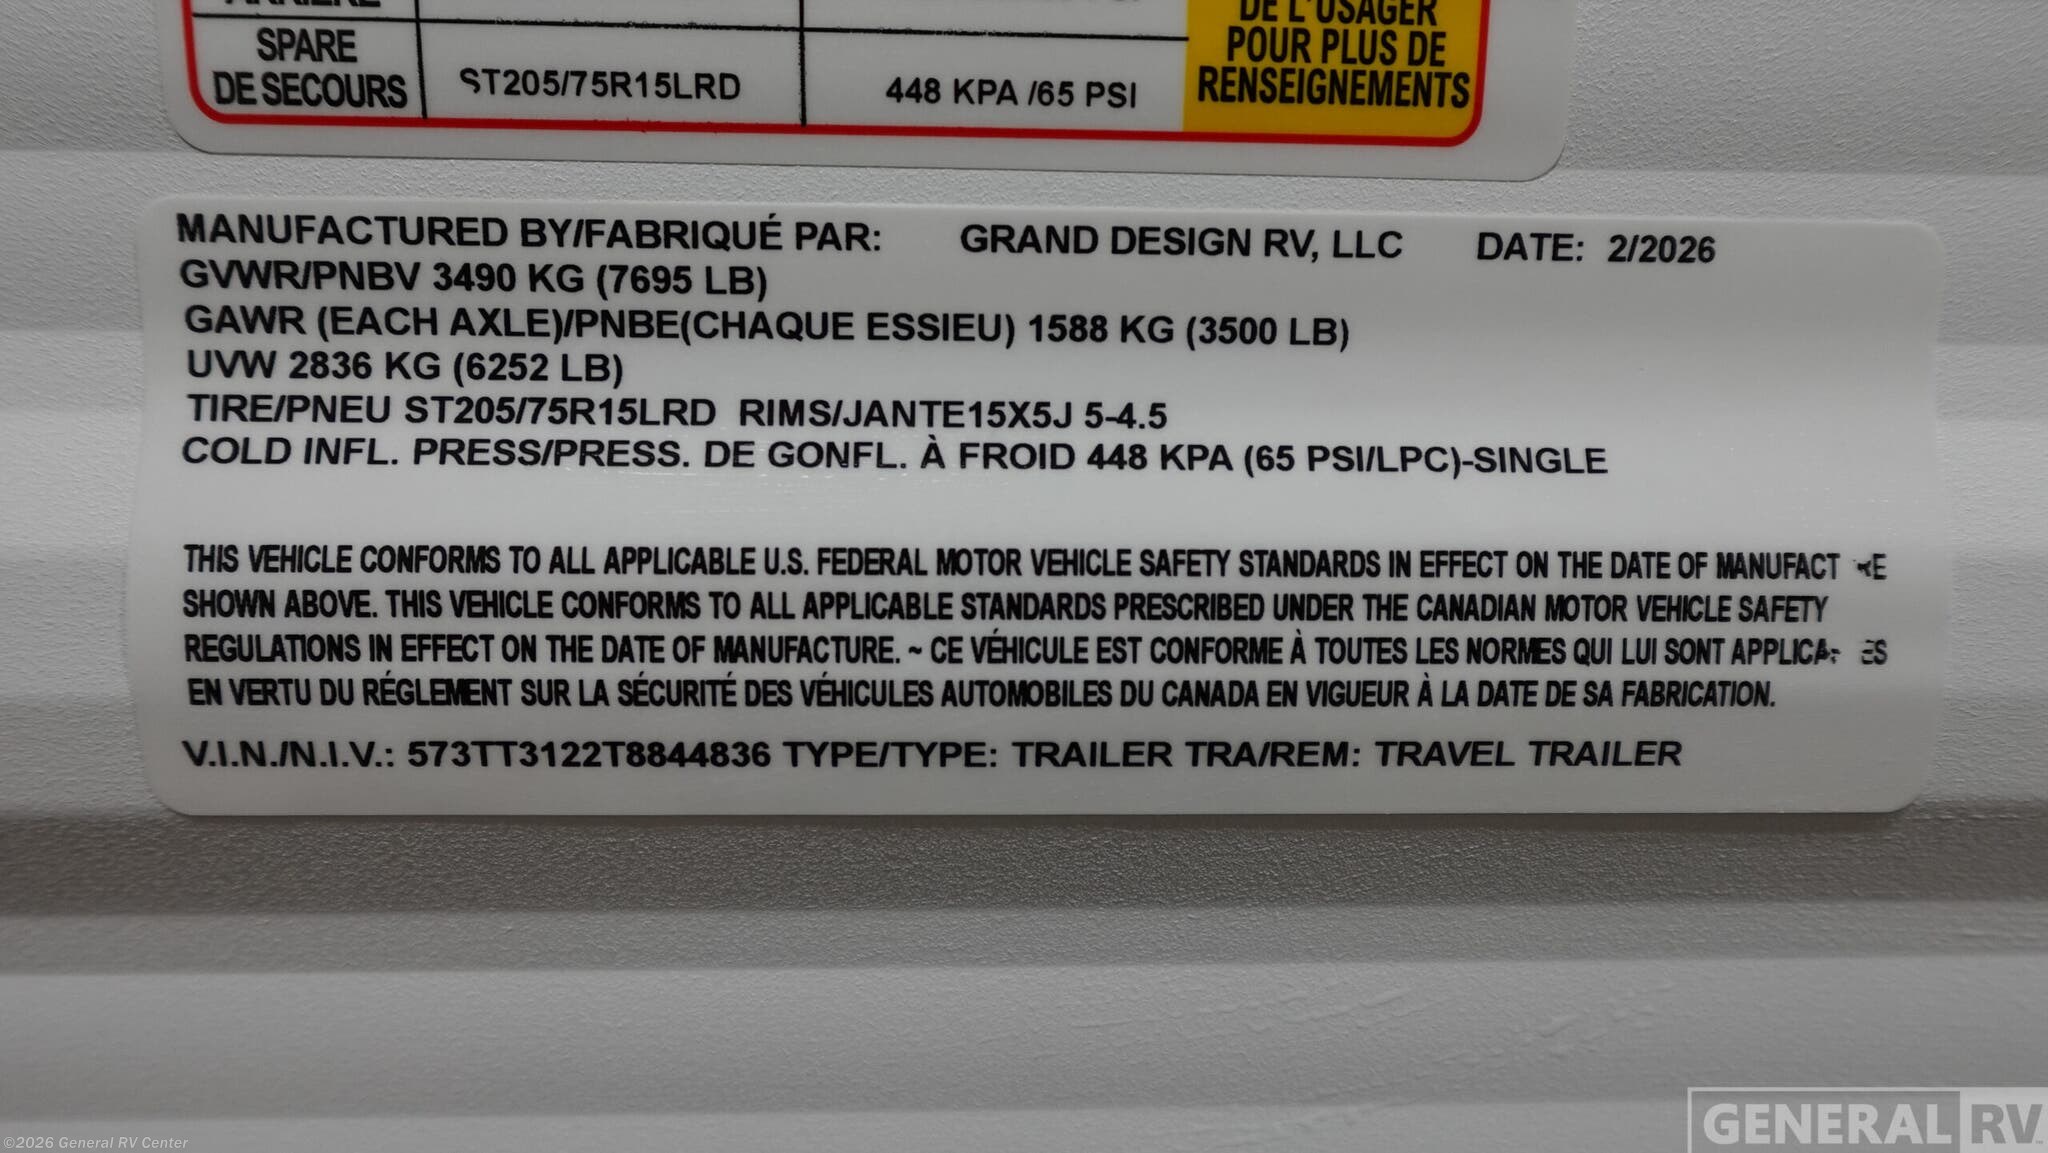 SPARE
DE SECOURS
ST205/75R15LRD
448 KPA /65 PSI
DE L'USAGER
POUR PLUS DE
RENSEIGNEMENTS
MANUFACTURED BY/FABRIQUÉ PAR: GRAND DESIGN RV, LLC DATE: 2/2026
GVWR/PNBV 3490 KG (7695 LB)
GAWR (EACH AXLE)/PNBE(CHAQUE ESSIEU) 1588 KG (3500 LB)
UVW 2836 KG (6252 LB)
TIRE/PNEU ST205/75R15LRD RIMS/JANTE15X5J 5-4.5
COLD INFL. PRESS/PRESS. DE GONFL. À FROID 448 KPA (65 PSI/LPC)-SINGLE
THIS VEHICLE CONFORMS TO ALL APPLICABLE U.S. FEDERAL MOTOR VEHICLE SAFETY STANDARDS IN EFFECT ON THE DATE OF
SHOWN ABOVE. THIS VEHICLE CONFORMS TO ALL APPLICABLE STANDARDS PRESCRIBED UNDER THE CANADIAN MOTOR VEHICLE SAFETY
REGULATIONS IN EFFECT ON THE DATE OF MANUFACTURE. ~ CE VÉHICULE EST CONFORME À TOUTES LES NORMES QUI LUI SONT
EN VERTU DU RÉGLEMENT SUR LA SÉCURITÉ DES VÉHICULES AUTOMOBILES DU CANADA EN VIGUEUR À LA DATE DE SA FABRICATION.
V.I.N./N.I.V.: 573TT3122T8844836 TYPE/TYPE: TRAILER TRA/REM: TRAVEL TRAILER
GENERAL RV
©2026 General RV Center